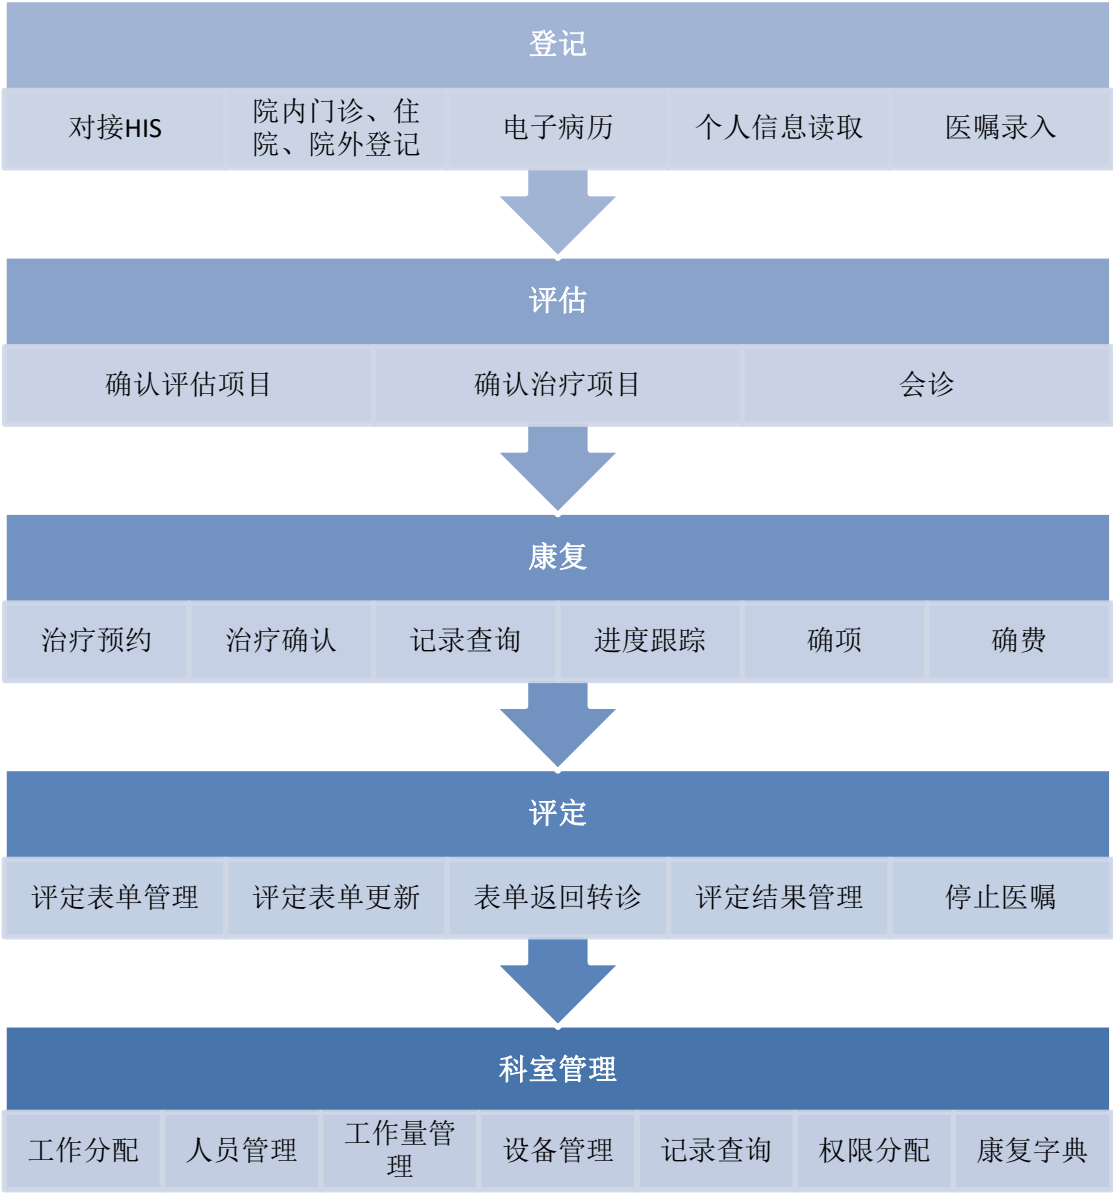 登记
对接HIS
院内门诊、住
院、院外登记
电子病历
个人信息读取
医嘱录入
评估
确认评估项目
确认治疗项目
会诊
康复
治疗预约
治疗确认
记录查询
进度跟踪
确项
确费
评定
评定表单管理
评定表单更新
表单返回转诊
评定结果管理
停止医嘱
科室管理
工作分配
人员管理
工作量管
理
设备管理
记录查询
权限分配
康复字典